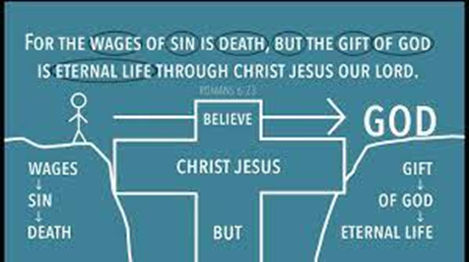 FOR THE WAGES OF SIN IS DEATH, BUT THE GIFT OF GOD
IS ETERNAL LIFE THROUGH CHRIST JESUS OUR LORD.
ROMANS 6:23
BELIEVE
GOD
CHRIST JESUS
WAGES
SIN
DEATH
BUT
GIFT
OF GOD
ETERNAL LIFE